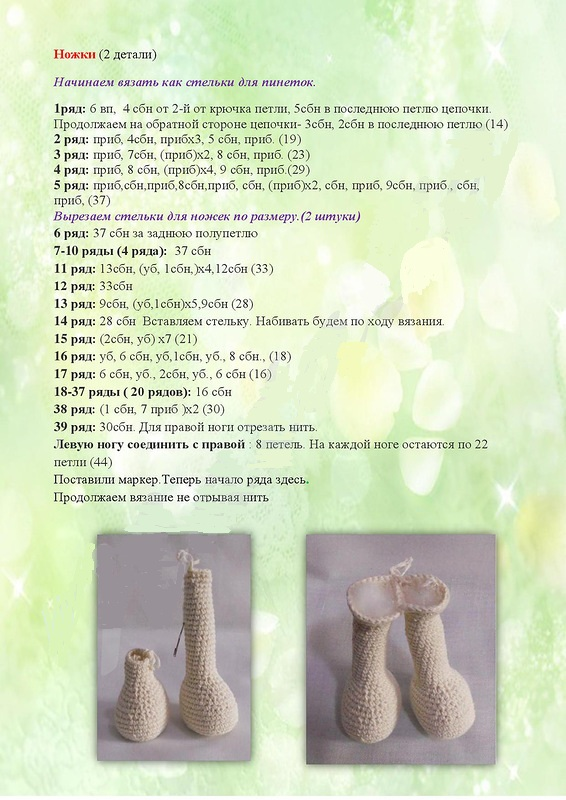 Ножки (2 детали)
Начинаем вязать как стельки для пинеток.
1ряд: 6 вп,  4 сбн от 2-й от крючка петли, 5сбн в последнюю петлю цепочки.
Продолжаем на обратной стороне цепочки- 3сбн, 2сбн в последнюю петлю (14)
2 ряд: приб, 4сбн, прибх3, 5 сбн, приб. (19)
3 ряд: приб, 7сбн, (приб)х2, 8 сбн, приб. (23)
4 ряд: приб, 8 сбн, (приб)х4, 9 сбн, приб.(29)
5 ряд: приб,сбн,приб,8сбн,приб, сбн, (приб)х2, сбн, приб, 9сбн, приб., сбн,
приб, (37)
Вырезаем стельки для ножек по размеру.(2 штуки)
6 ряд: 37 сбн за заднюю полупетлю
7-10 ряды (4 ряда):  37 сбн
11 ряд: 13сбн, (уб, 1сбн,)х4,12сбн (33)
12 ряд: 33сбн
13 ряд: 9сбн, (уб,1сбн)х5,9сбн (28)
14 ряд: 28 сбн  Вставляем стельку. Набивать будем по ходу вязания.
15 ряд: (2сбн, уб) х7 (21)
16 ряд: уб, 6 сбн, уб,1сбн, уб., 8 сбн., (18)
17 ряд: 6 сбн, уб., 2сбн, уб., 6 сбн (16)
18-37 ряды ( 20 рядов): 16 сбн
38 ряд: (1 сбн, 7 приб )х2 (30)
39 ряд: 30сбн. Для правой ноги отрезать нить.
Левую ногу соединить с правой : 8 петель. На каждой ноге остаются по 22
петли (44)
Поставили маркер.Теперь начало ряда здесь.
Продолжаем вязание не отрывая нить